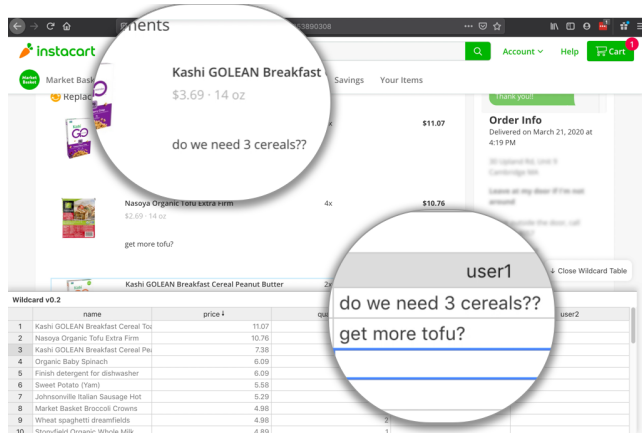 ments
53890308
instacart
Account
Help
Cart
1
Market Basket
Market Bask
Savings
Your Items
Replac
Kashi GOLEAN Breakfast
$3.69 · 14 oz
do we need 3 cereals??
x
$11.07
Thank you!!
Order Info
Delivered on March 21, 2020 at
4:19 PM
Nasoya Organic Tofu Extra Firm
4x
$10.76
$2.69 · 14 oz
get more tofu?
Kashi GOLEAN Breakfast Cereal Peanut Butter
2x
↓ Close Wildcard Table
Wildcard v0.2
name
price↓
qua
user1
user2
do we need 3 cereals??
get more tofu?
1 Kashi GOLEAN Breakfast Cereal Toa 11.07
2 Nasoya Organic Tofu Extra Firm 10.76
3 Kashi GOLEAN Breakfast Cereal Pea 7.38
4 Organic Baby Spinach 6.09
5 Finish detergent for dishwasher 6.09
6 Sweet Potato (Yam) 5.58
7 Johnsonville Italian Sausage Hot 5.29
8 Market Basket Broccoli Crowns 4.98
9 Wheat spaghetti dreamfields 4.98 2
10 Stonyfield Organic Whole Milk 4.89 1